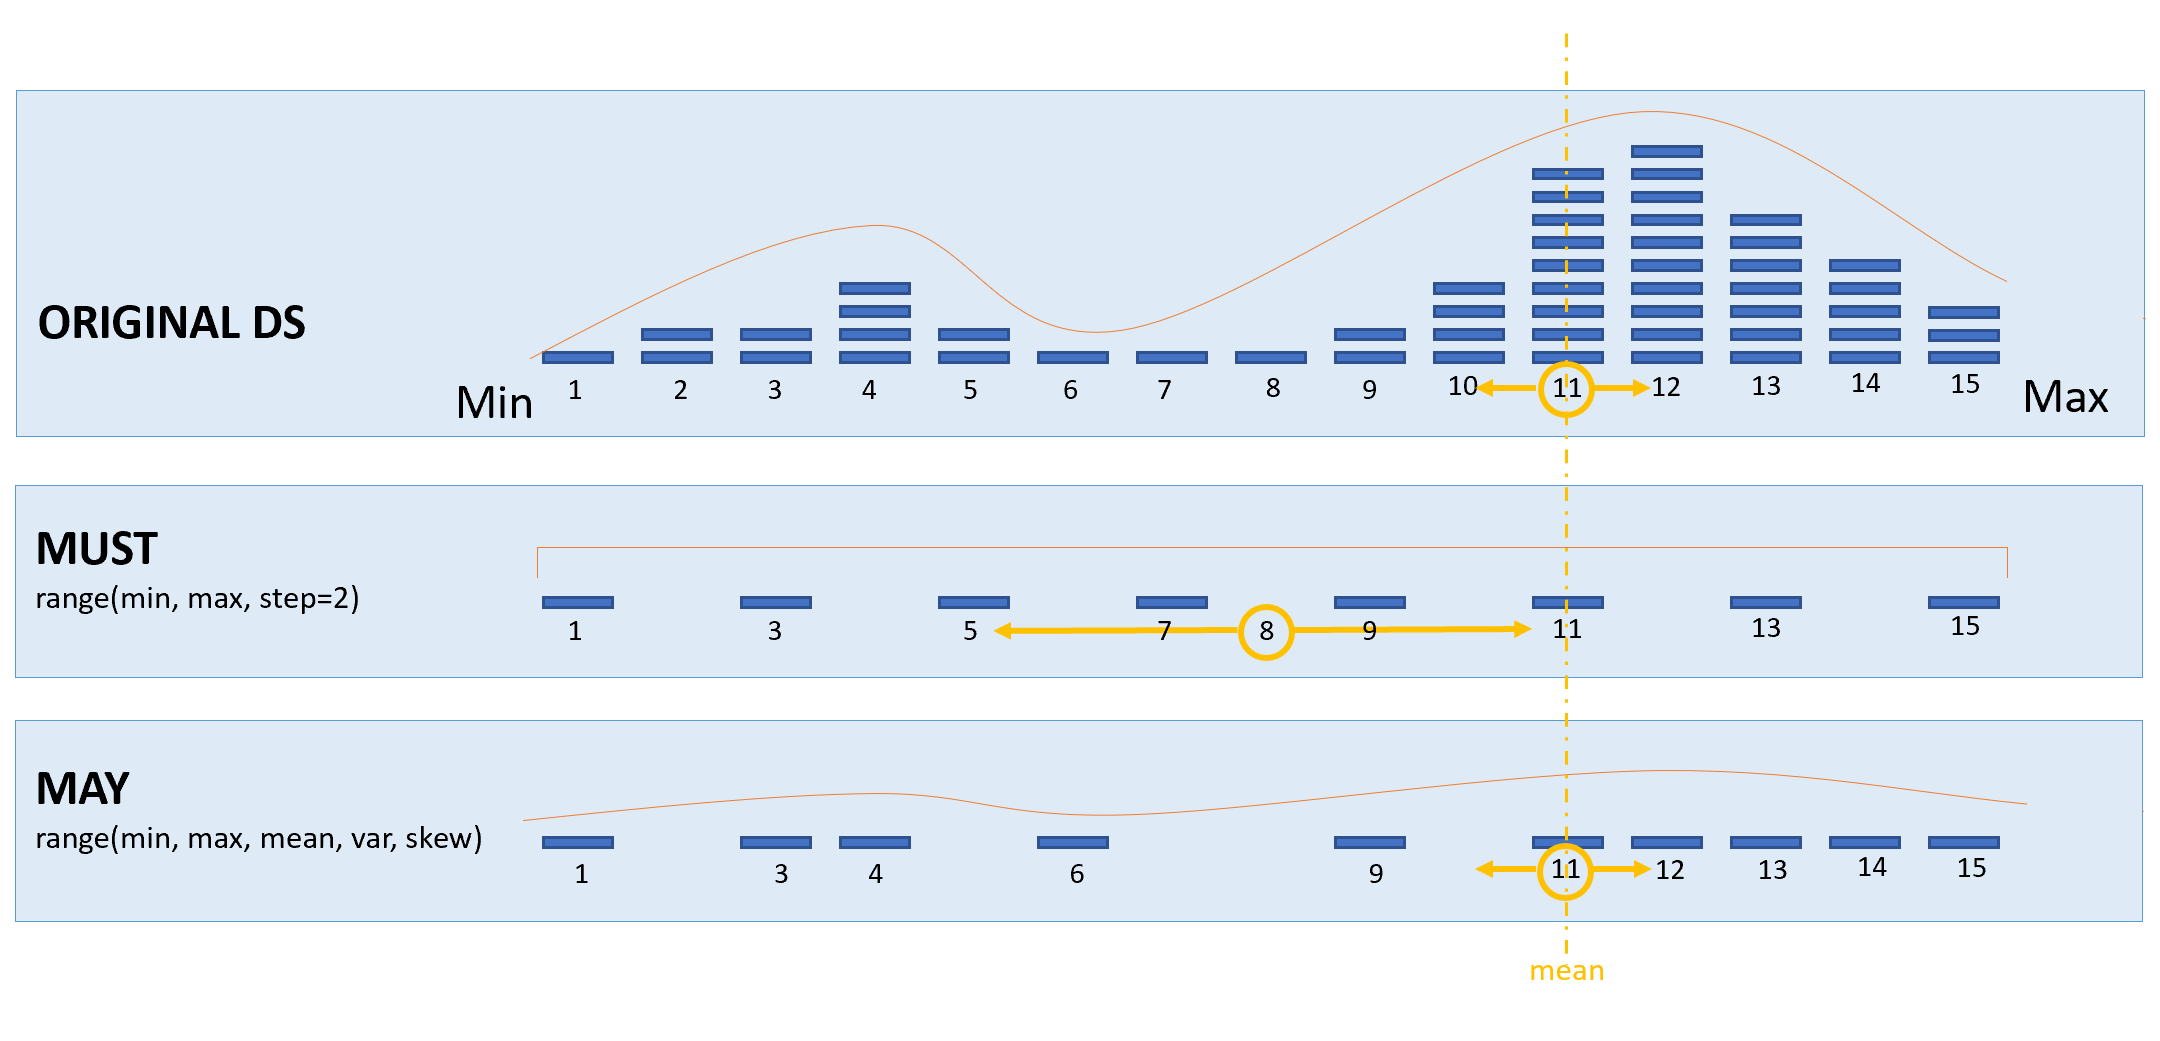 ORIGINAL DS
Min 1 2 3 4 5 6 7 8 9 10 11 12 13 14 15 Max
MUST
range(min, max, step=2)
1 3 5 7 8 9 11 13 15
MAY
range(min, max, mean, var, skew)
1 3 4 6 9 11 12 13 14 15
mean